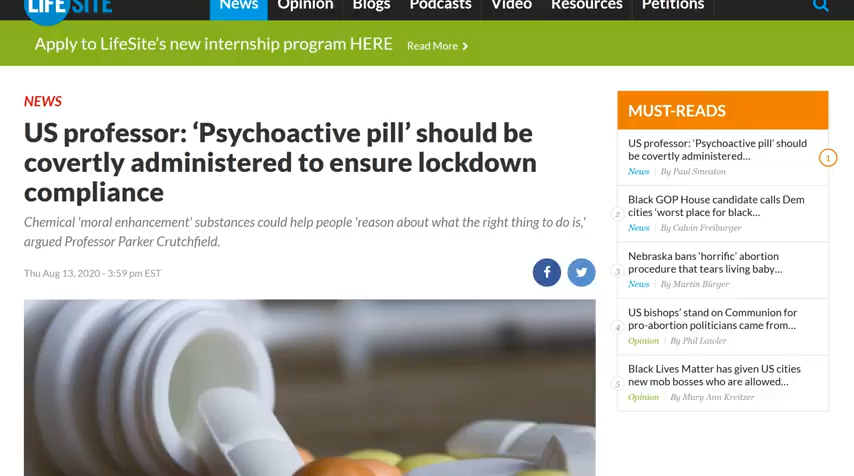 LIFESITE
News Opinion Blogs Podcasts Video Resources Petitions
Apply to LifeSite's new internship program HERE Read More
NEWS
US professor: ‘Psychoactive pill’ should be
covertly administered to ensure lockdown
compliance
Chemical 'moral enhancement' substances could help people 'reason about what the right thing to do is,'
argued Professor Parker Crutchfield.
Thu Aug 13, 2020 - 3:59 pm EST
MUST-READS
US professor: ‘Psychoactive pill’ should
be covertly administered...
1
News | By Paul Smeaton
Black GOP House candidate calls Dem
2
cities ‘worst place for black...
News | By Calvin Freiburger
Nebraska bans ‘horrific’ abortion
3
procedure that tears living baby...
News | By Martin Bürger
US bishops’ stand on Communion for
4
pro-abortion politicians came from...
Opinion | By Phil Lawler
Black Lives Matter has given US cities
5
new mob bosses who are allowed...
Opinion | By Mary Ann Kreitzer